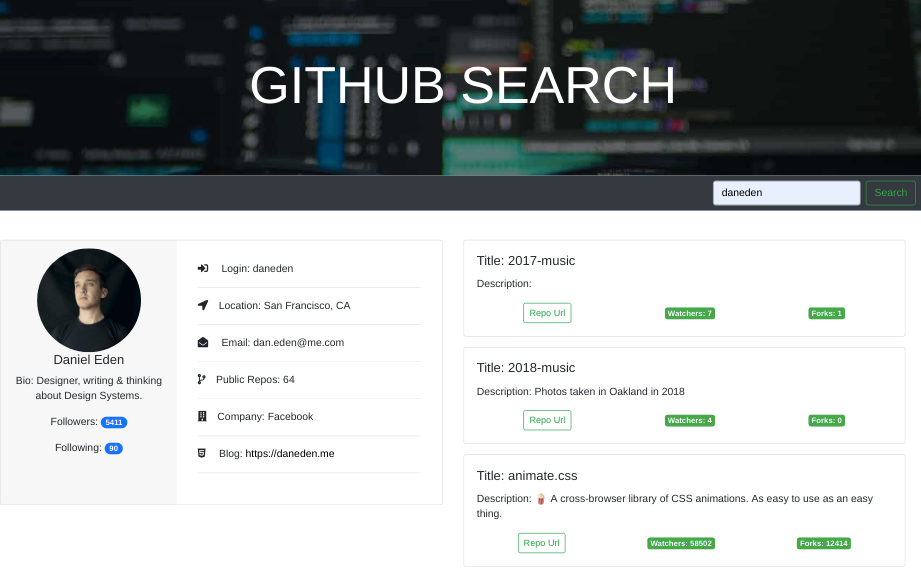 GITHUB SEARCH
daneden
Search
Daniel Eden
Bio: Designer, writing & thinking
about Design Systems.
Followers: 5411
Following: 90
Login: daneden
Location: San Francisco, CA
Email: dan.eden@me.com
Public Repos: 64
Company: Facebook
Blog: https://daneden.me
Title: 2017-music
Description:
Repo Url
Watchers: 7
Forks: 1
Title: 2018-music
Description: Photos taken in Oakland in 2018
Repo Url
Watchers: 4
Forks: 0
Title: animate.css
Description: 🍿 A cross-browser library of CSS animations. As easy to use as an easy
thing.
Repo Url
Watchers: 58502
Forks: 12414